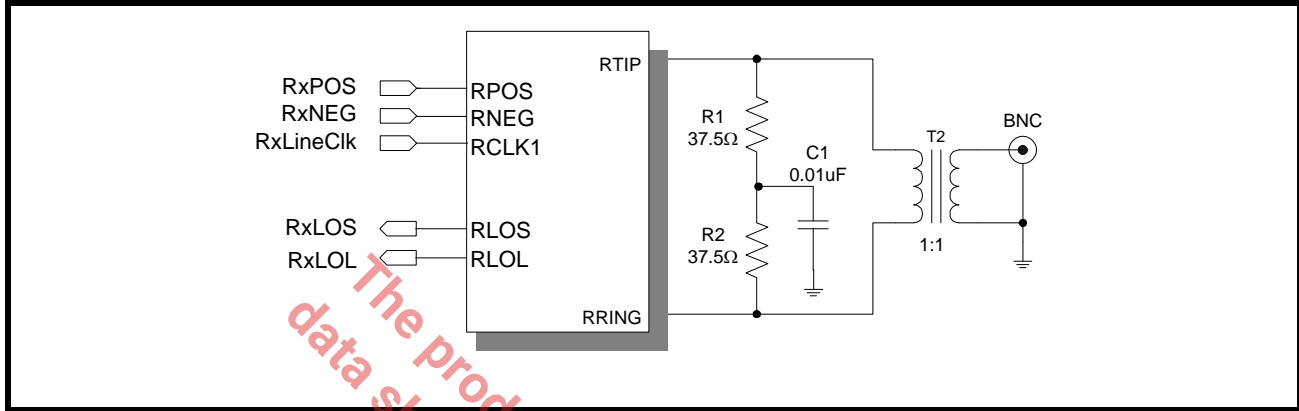 RxPOS
RxNEG
RxLineClk
RxLOS
RxLOL
RPOS
RNEG
RCLK1
RLOS
RLOL
RTIP
RRING
R1
37.5Ω
C1
0.01uF
R2
37.5Ω
T2
1:1
BNC
The prod
data sh